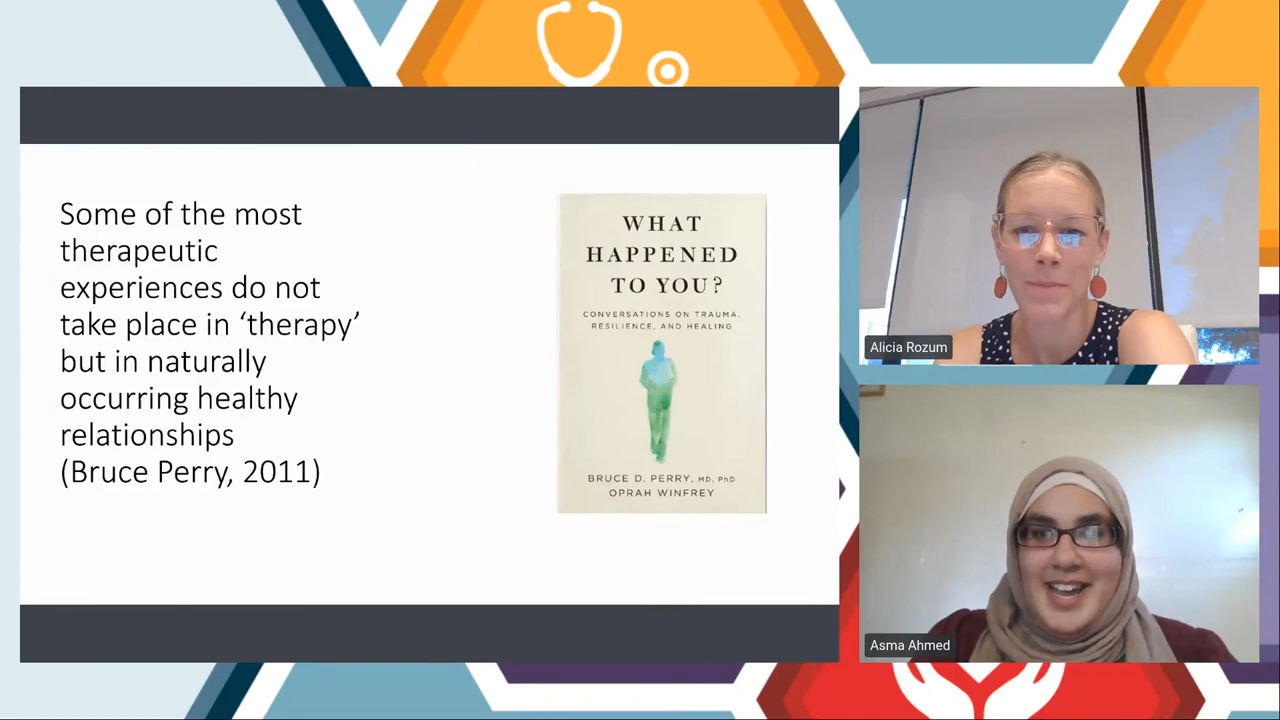 Some of the most
therapeutic
experiences do not
take place in ‘therapy’
but in naturally
occurring healthy
relationships
(Bruce Perry, 2011)
WHAT
HAPPENED
TO YOU?
CONVERSATIONS ON TRAUMA,
RESILIENCE, AND HEALING
BRUCE D. PERRY, MD, PhD
OPRAH WINFREY
Alicia Rozum
Asma Ahmed